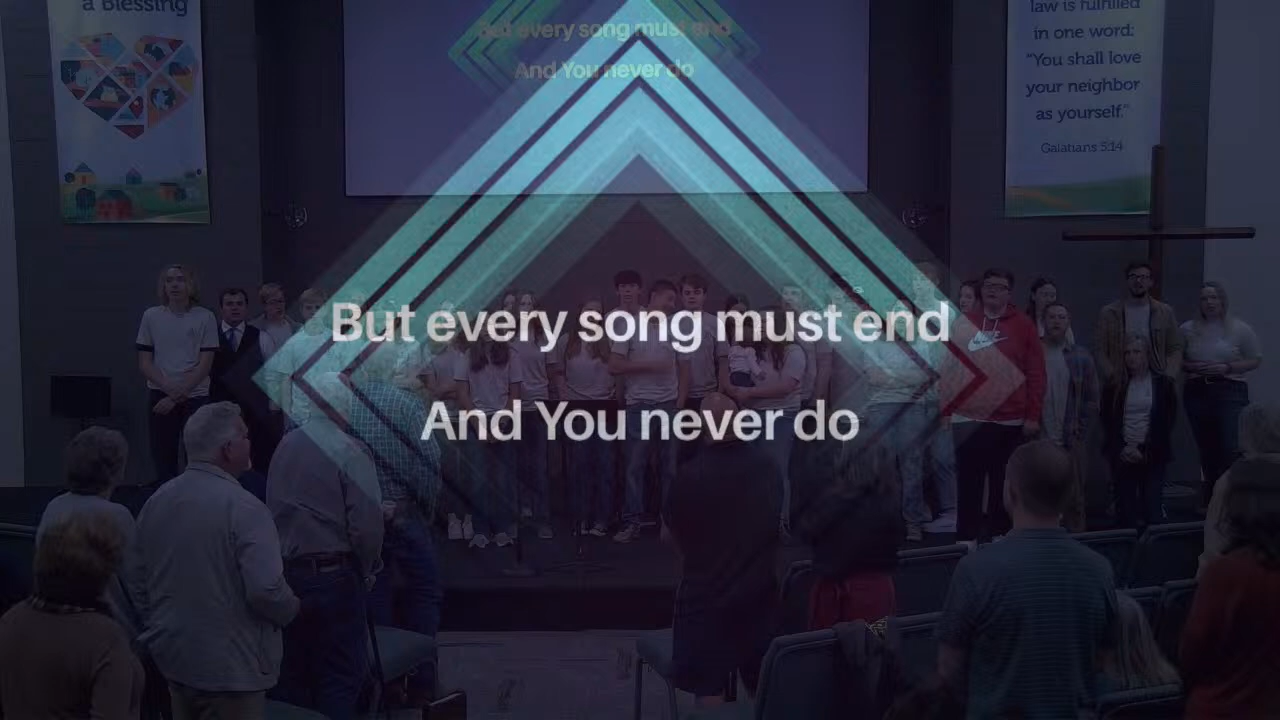 a Blessing
But every song must end
And You never do
law is fulfilled
in one word:
"You shall love
your neighbor
as yourself."
Galatians 5:14
But every song must end
And You never do